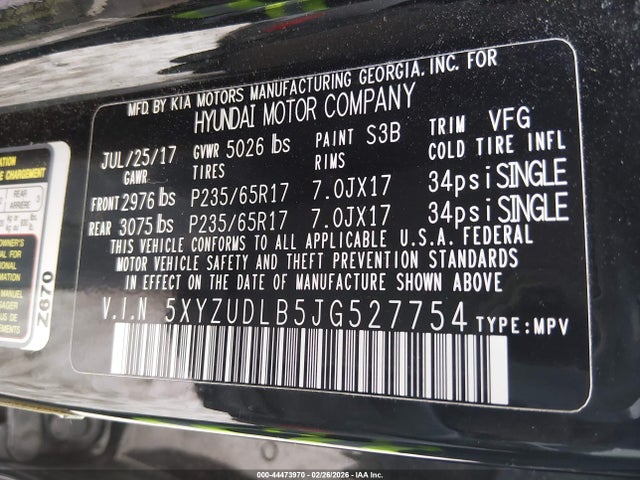 MFD. BY KIA MOTORS MANUFACTURING GEORGIA, INC. FOR
HYUNDAI MOTOR COMPANY
JUL/25/17 GVWR 5026 lbs PAINT S3B TRIM VFG
GAWR TIRES RIMS COLD TIRE INFL
FRONT 2976 lbs P235/65R17 7.0JX17 34psi SINGLE
REAR 3075 lbs P235/65R17 7.0JX17 34psi SINGLE
THIS VEHICLE CONFORMS TO ALL APPLICABLE U.S.A. FEDERAL
MOTOR VEHICLE SAFETY AND THEFT PREVENTION STANDARDS
IN EFFECT ON THE DATE OF MANUFACTURE SHOWN ABOVE.
V.I.N 5XYZUDLB5JG527754 TYPE:MPV
Z670
REAR
ARRIÈRE
MANUEL
000-44473970 - 02/26/2026 - IAA Inc.